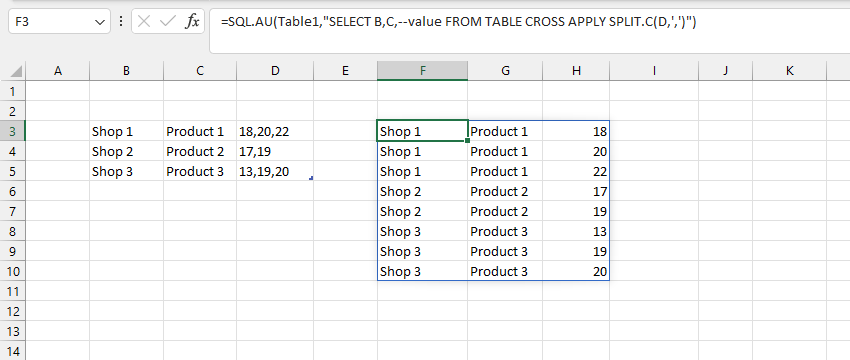 F3 fx =SQL.AU(Table1,"SELECT B,C,--value FROM TABLE CROSS APPLY SPLIT.C(D,',')")
A B C D E F G H I J K
1
2
3 Shop 1 Product 1 18,20,22 Shop 1 Product 1 18
4 Shop 2 Product 2 17,19 Shop 1 Product 1 20
5 Shop 3 Product 3 13,19,20 Shop 1 Product 1 22
6 Shop 2 Product 2 17
7 Shop 2 Product 2 19
8 Shop 3 Product 3 13
9 Shop 3 Product 3 19
10 Shop 3 Product 3 20
11
12
13
14